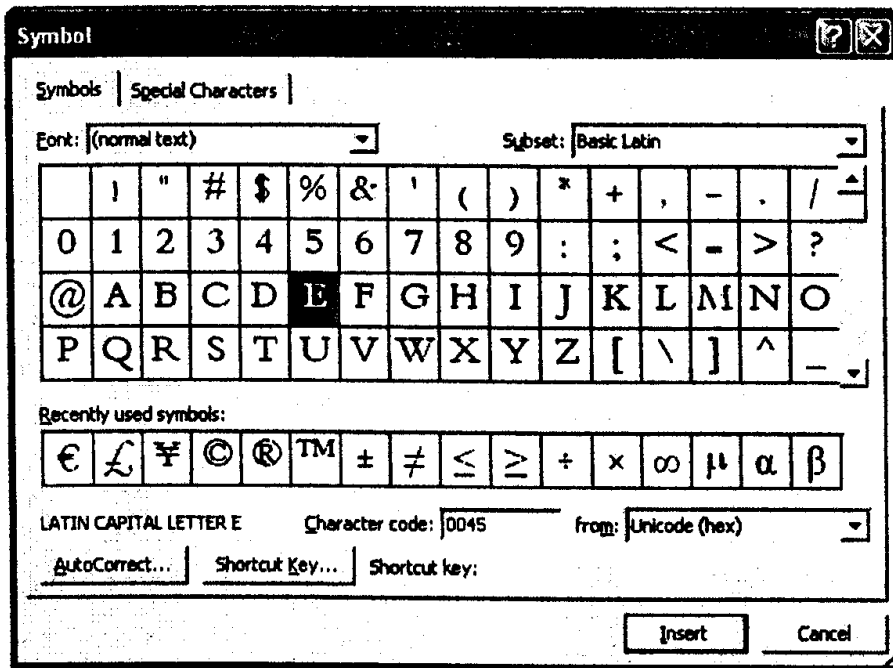 Symbol
Symbols Special Characters
Font: (normal text) Subset: Basic Latin
! " # $ % & ' ( ) * + , - . /
0 1 2 3 4 5 6 7 8 9 : ; < = > ?
@ A B C D E F G H I J K L M N O
P Q R S T U V W X Y Z [ \ ] ^ _
Recently used symbols:
€ £ ¥ © ® ™ ± ≠ ≤ ≥ ÷ × ∞ µ α β
LATIN CAPITAL LETTER E Character code: 0045 from: Unicode (hex)
AutoCorrect... Shortcut Key... Shortcut key:
Insert Cancel